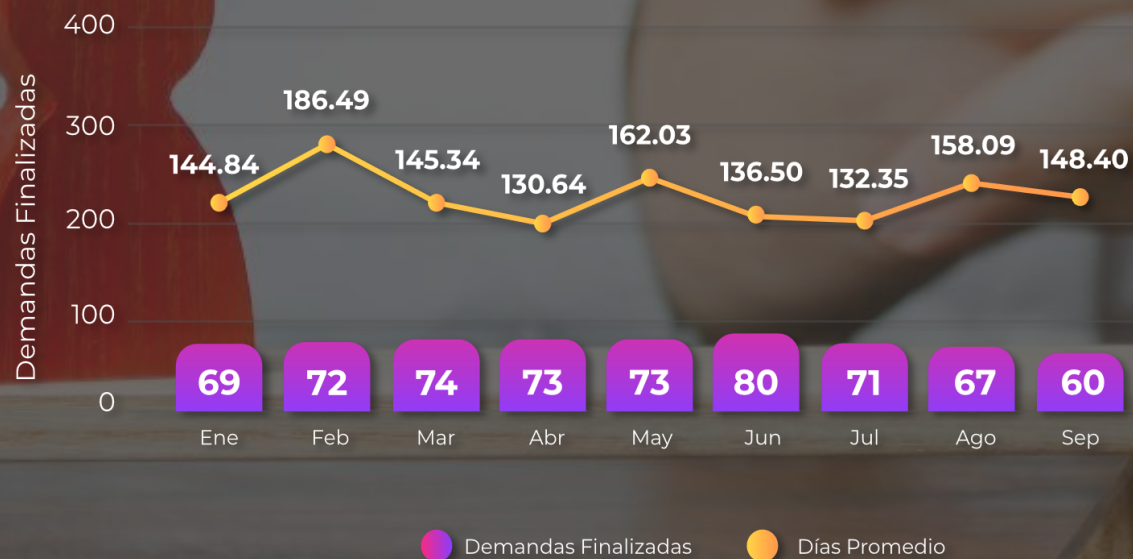 Demandas Finalizadas
400
300
200
100
0
144.84 186.49 145.34 130.64 162.03 136.50 132.35 158.09 148.40
69 72 74 73 73 80 71 67 60
Ene Feb Mar Abr May Jun Jul Ago Sep
Demandas Finalizadas Días Promedio